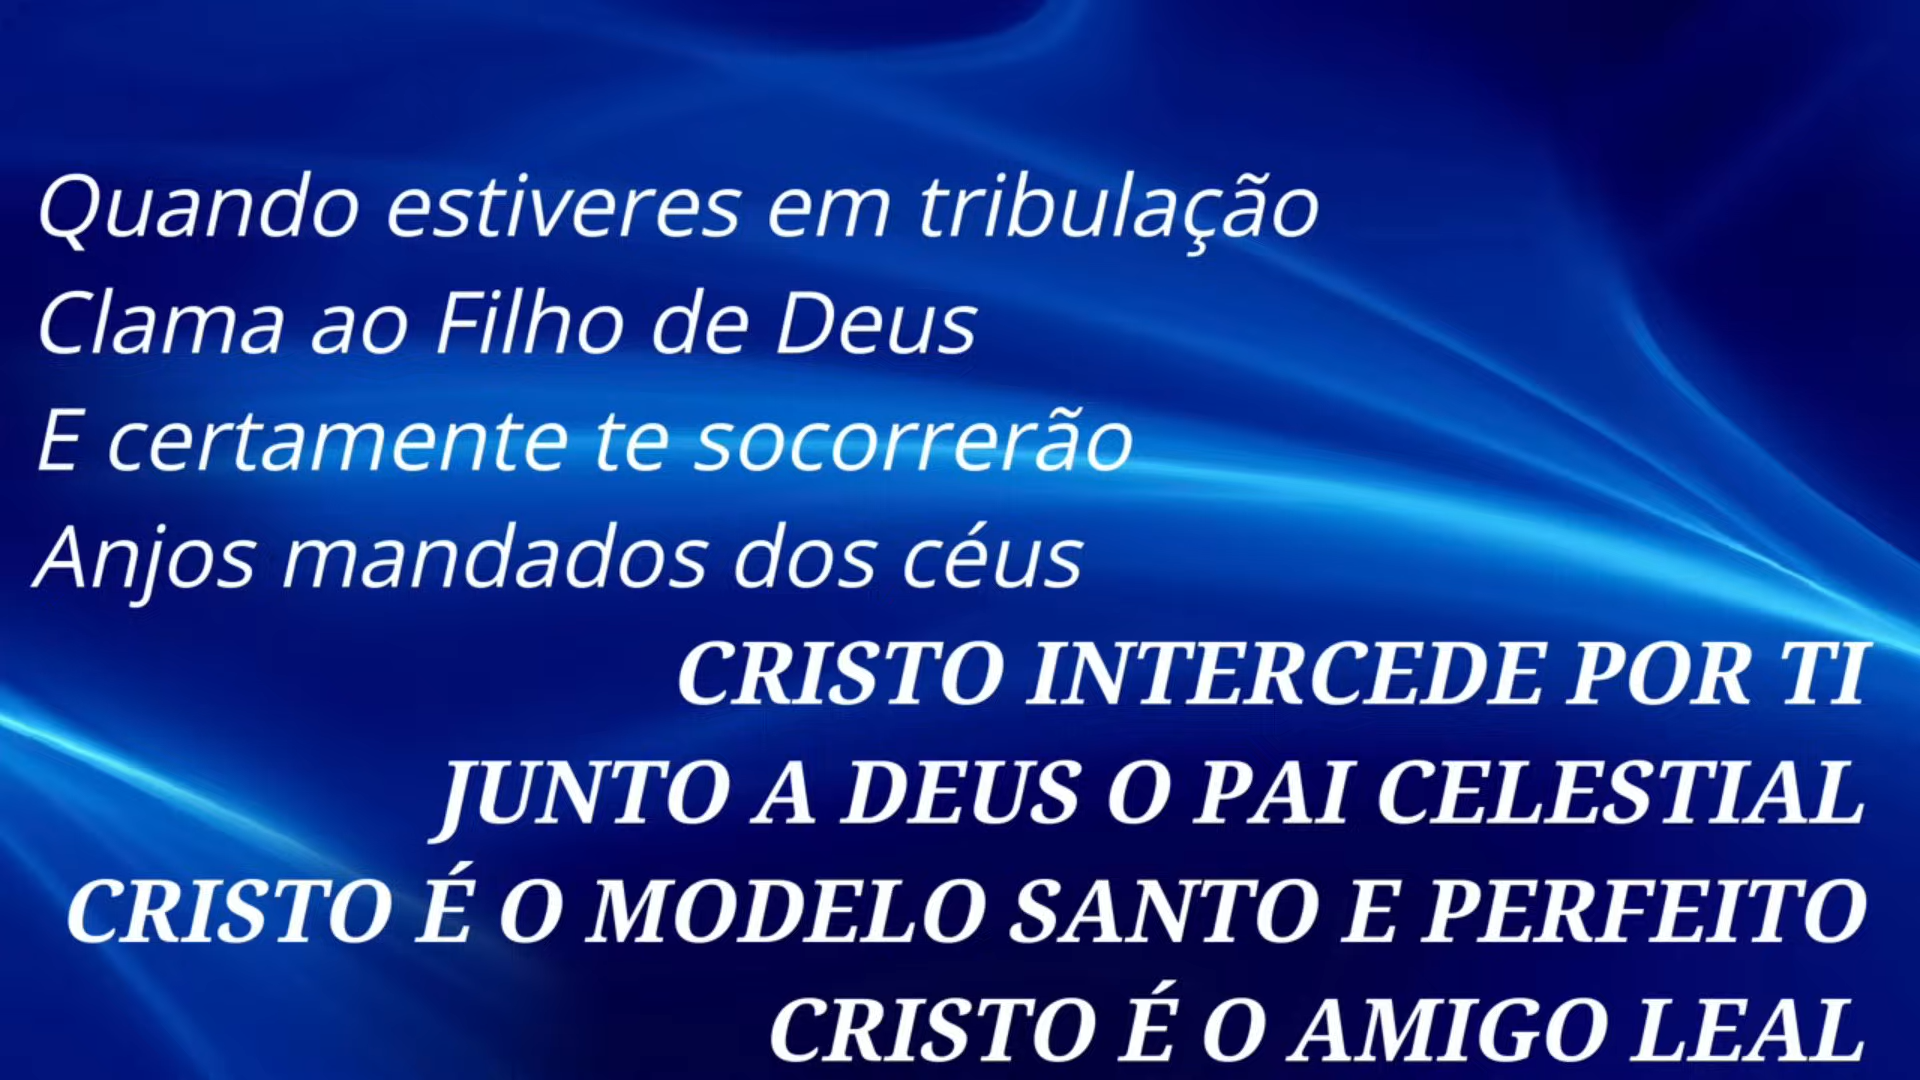 Quando estiveres em tribulação
Clama ao Filho de Deus
E certamente te socorrerão
Anjos mandados dos céus
CRISTO INTERCEDE POR TI
JUNTO A DEUS O PAI CELESTIAL
CRISTO É O MODELO SANTO E PERFEITO
CRISTO É O AMIGO LEAL